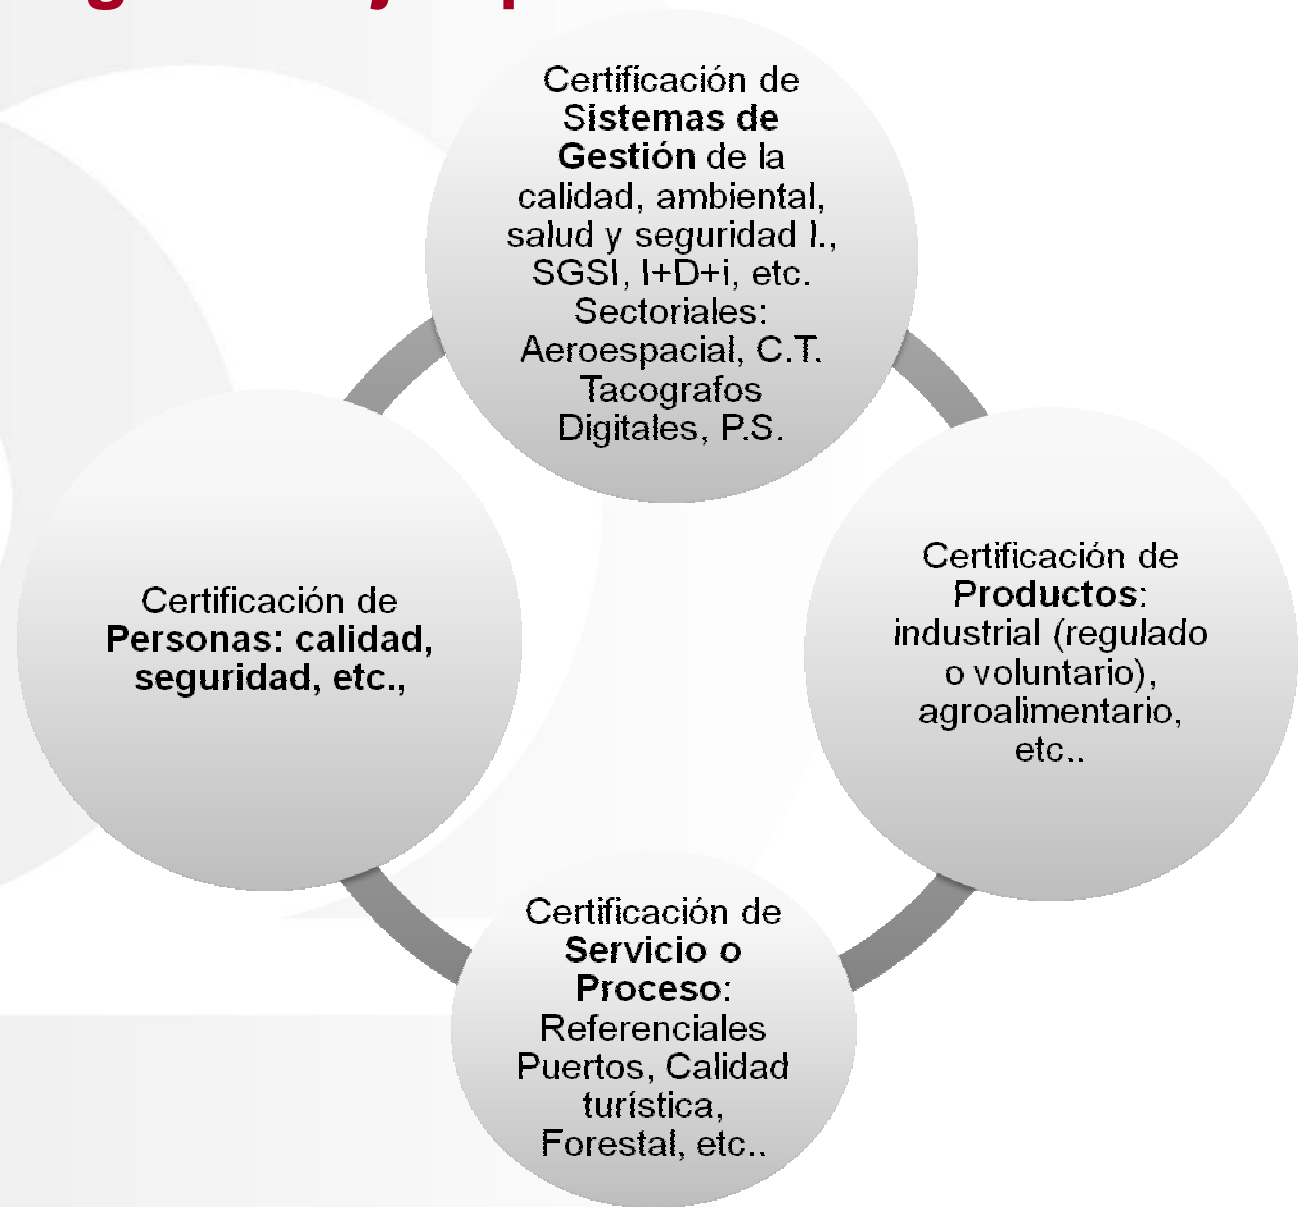 Certificación de
Sistemas de
Gestión de la
calidad, ambiental,
salud y seguridad I.,
SGSI, I+D+i, etc.
Sectoriales:
Aeroespacial, C.T.
Tacografos
Digitales, P.S.
Certificación de
Personas: calidad,
seguridad, etc.,
Certificación de
Productos:
industrial (regulado
o voluntario),
agroalimentario,
etc..
Certificación de
Servicio o
Proceso:
Referenciales
Puertos, Calidad
turística,
Forestal, etc..